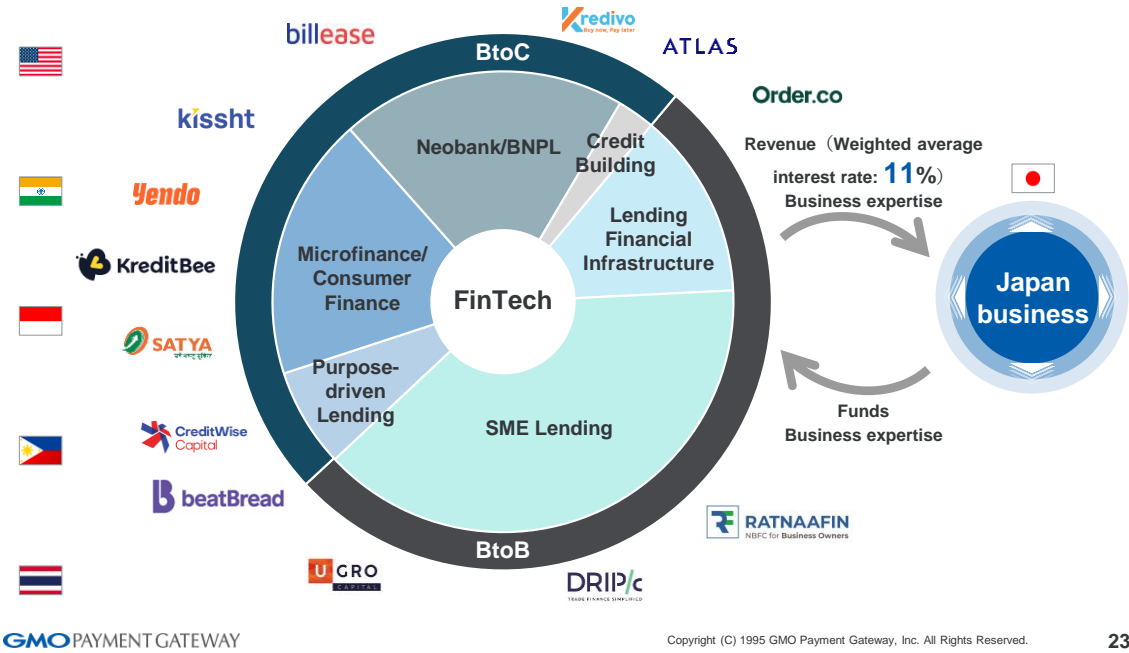 billease
Kredivo
Buy now, Pay later
ATLAS
BtoC
Order.co
kissht
Neobank/BNPL
Credit
Building
Revenue（Weighted average
interest rate: 11%）
Business expertise
Yendo
Lending
Financial
Infrastructure
KreditBee
Microfinance/
Consumer
Finance
FinTech
Japan
business
SATYA
Purpose-
driven
Lending
Funds
Business expertise
SME Lending
CreditWise
Capital
beatBread
RATNAAFIN
NBFC for Business Owners
BtoB
UGRO
CAPITAL
DRIP/c
TRADE FINANCE SIMPLIFIED
GMO PAYMENT GATEWAY
Copyright (C) 1995 GMO Payment Gateway, Inc. All Rights Reserved.
23